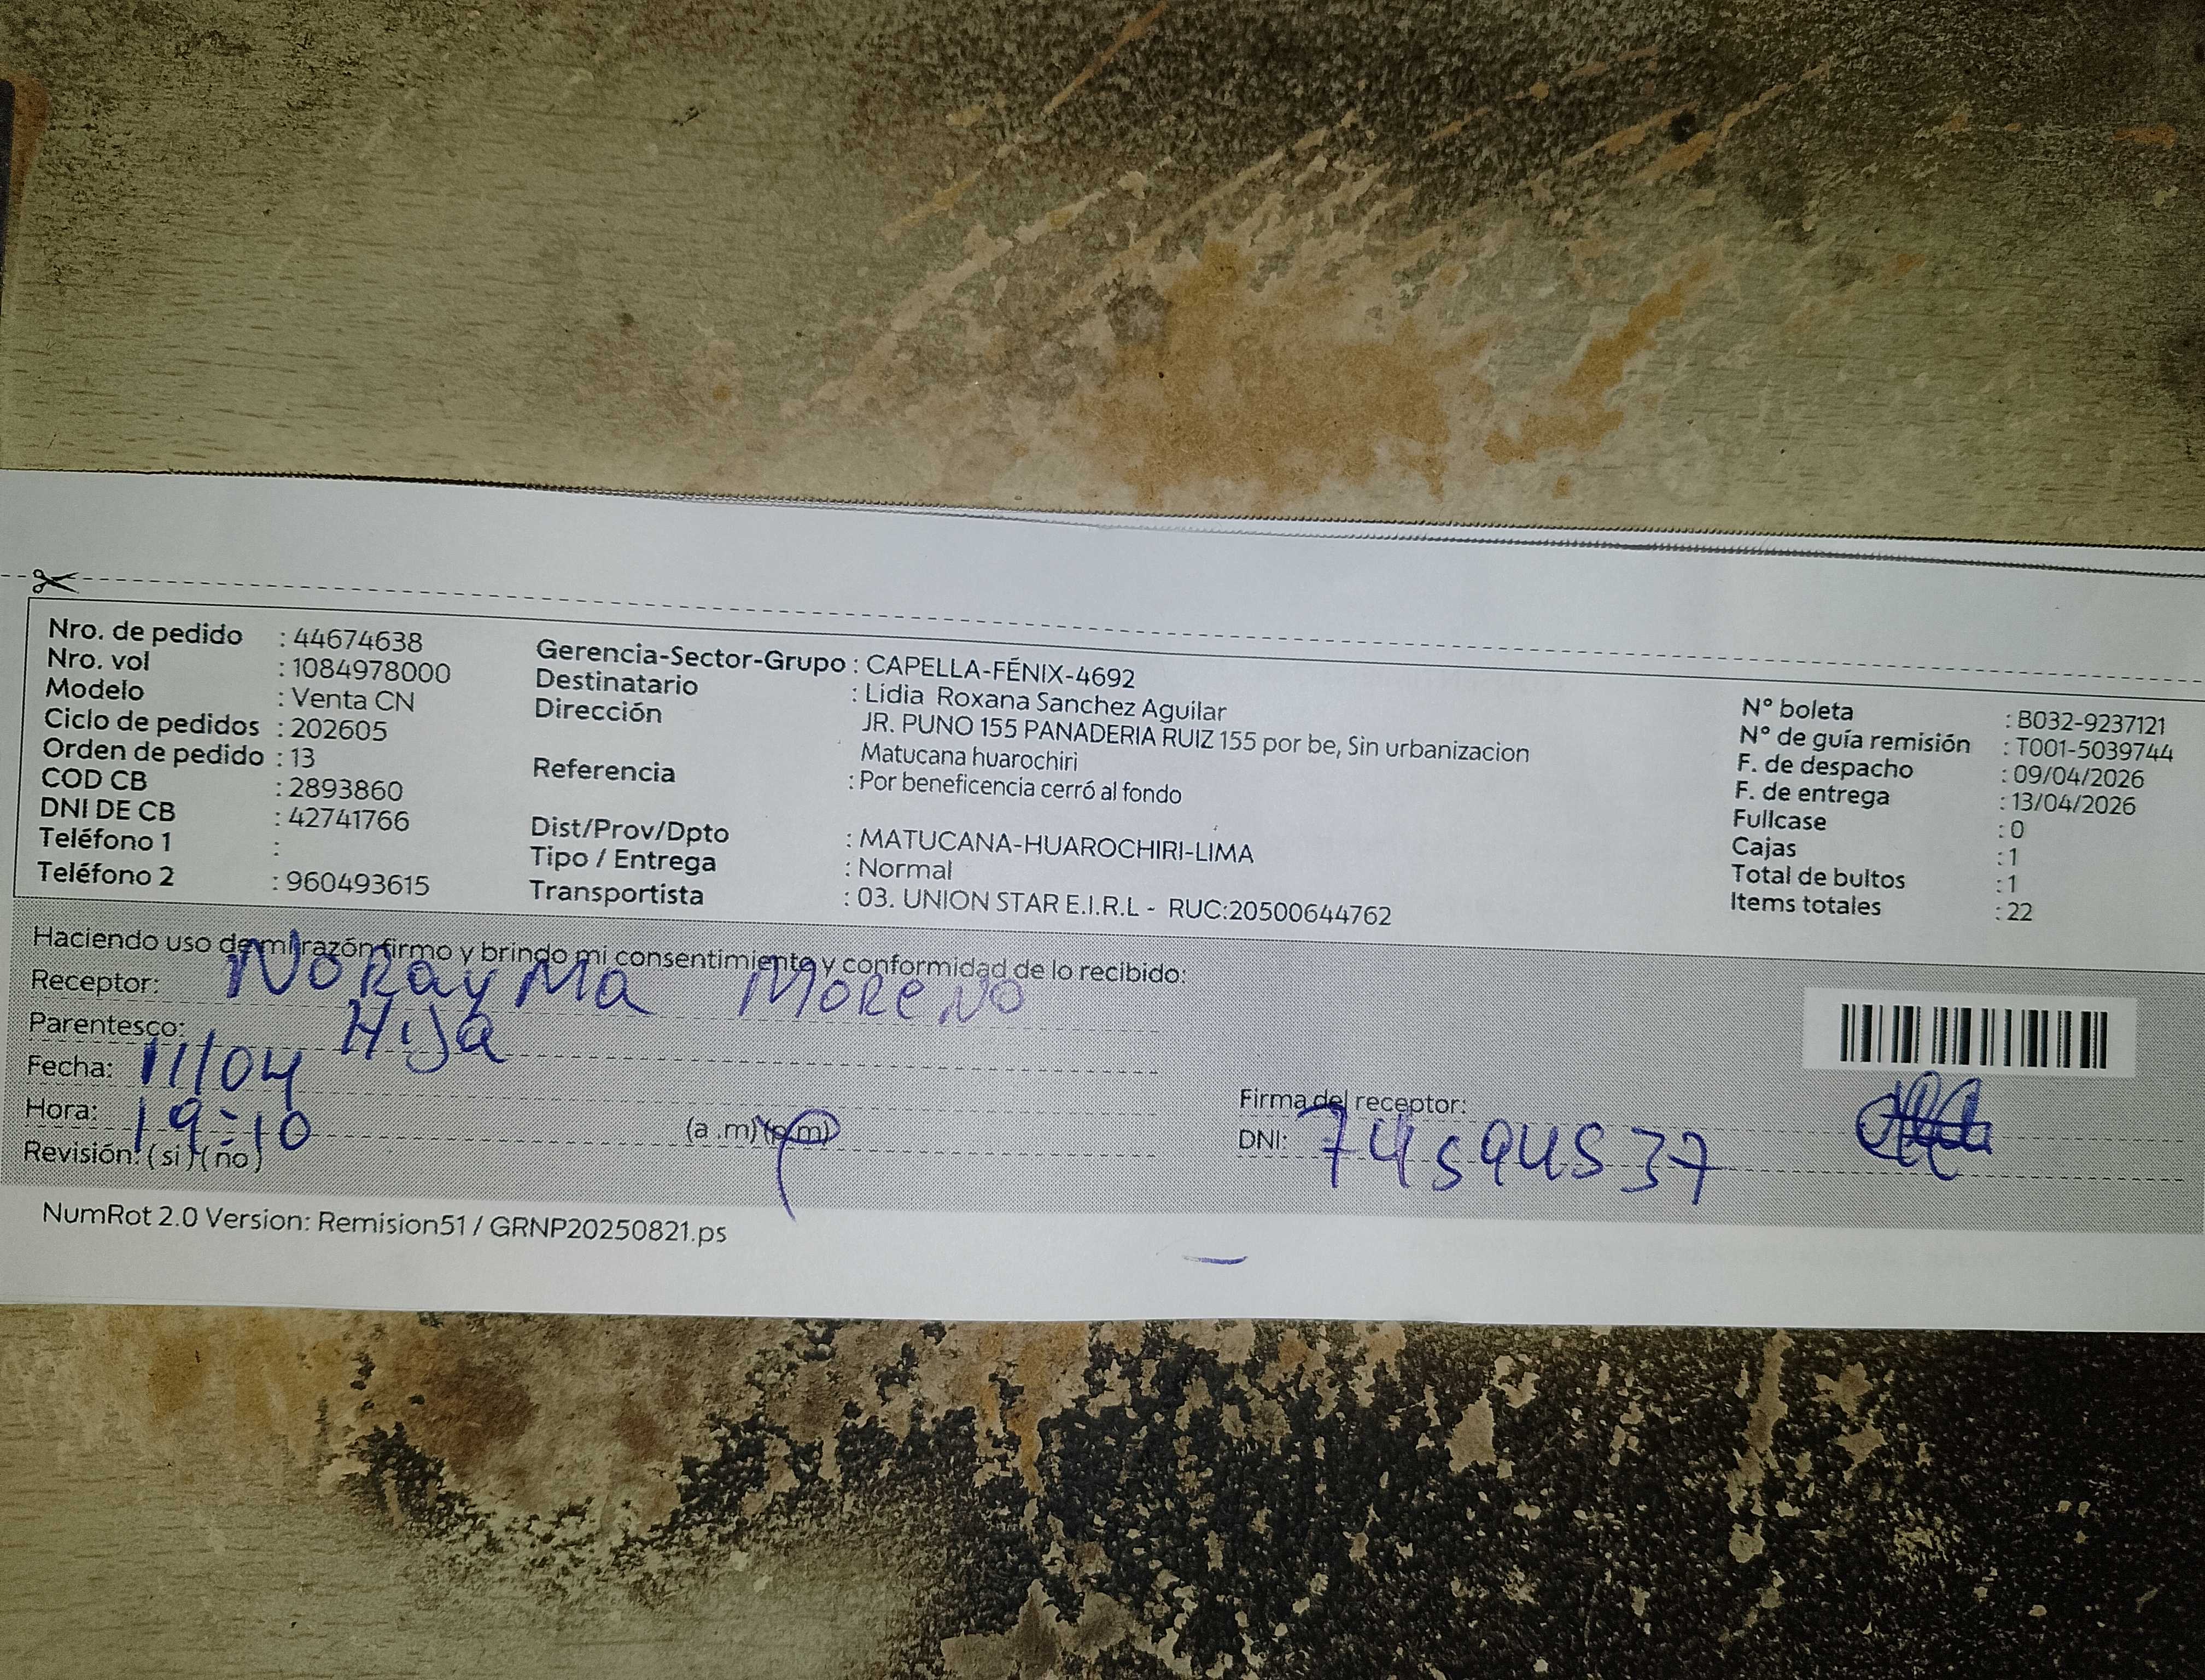 Nro. de pedido : 44674638
Nro. vol : 1084978000
Modelo : Venta CN
Ciclo de pedidos : 202605
Orden de pedido : 13
COD CB : 2893860
DNI DE CB : 42741766
Teléfono 1 :
Teléfono 2 : 960493615
Gerencia-Sector-Grupo : CAPELLA-FÉNIX-4692
Destinatario : Lidia Roxana Sanchez Aguilar
Dirección JR. PUNO 155 PANADERIA RUIZ 155 por be, Sin urbanizacion
Matucana huarochiri
Referencia : Por beneficencia cerró al fondo
Dist/Prov/Dpto : MATUCANA-HUAROCHIRI-LIMA
Tipo / Entrega : Normal
Transportista : 03. UNION STAR E.I.R.L - RUC:20500644762
N° boleta : B032-9237121
N° de guía remisión : T001-5039744
F. de despacho : 09/04/2026
F. de entrega : 13/04/2026
Fullcase : 0
Cajas : 1
Total de bultos : 1
Items totales : 22
Haciendo uso de mi razón firmo y brindo mi consentimiento y conformidad de lo recibido:
Receptor: NoRayMa MoReNo
Parentesco: HiJa
Fecha: 11/04
Hora: 19:10 (a .m) (p.m)
Revisión: (si) (no)
Firma del receptor:
DNI: 74594537
NumRot 2.0 Version: Remision51 / GRNP20250821.ps